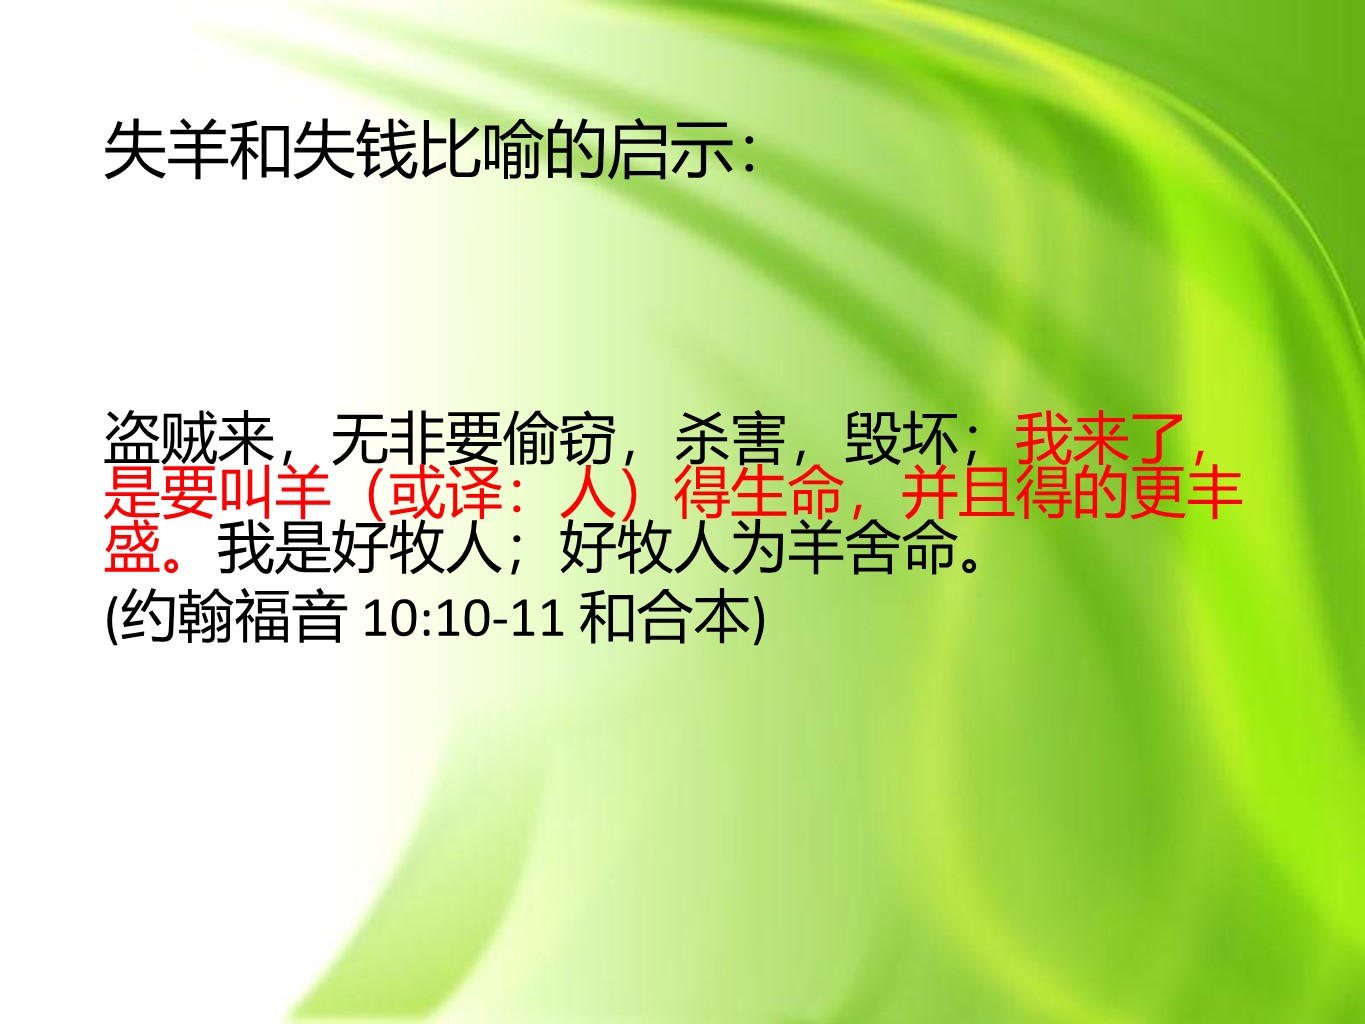 失羊和失钱比喻的启示：
盗贼来，无非要偷窃，杀害，毁坏；我来了，
是要叫羊（或译：人）得生命，并且得的更丰
盛。我是好牧人；好牧人为羊舍命。
(约翰福音 10:10-11 和合本)